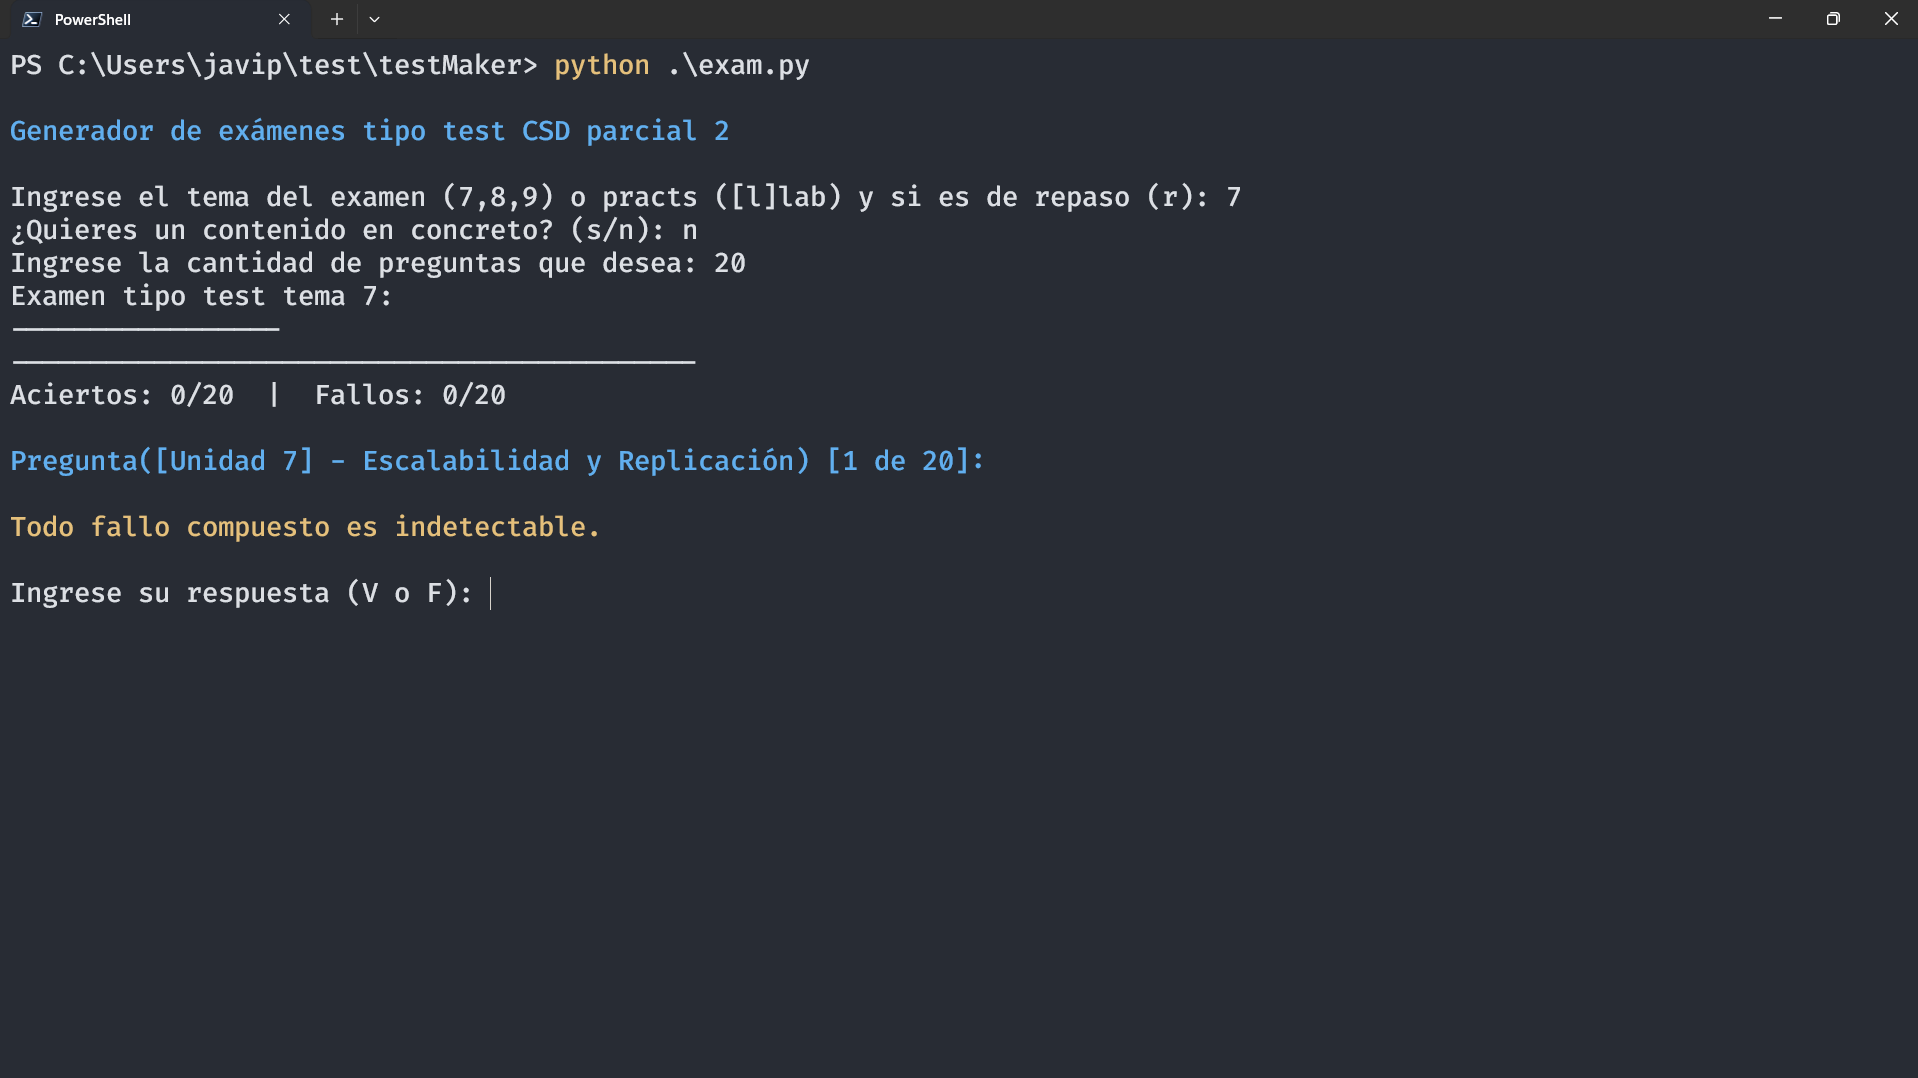 PowerShell
PS C:\Users\javip\test\testMaker> python .\exam.py
Generador de exámenes tipo test CSD parcial 2
Ingrese el tema del examen (7,8,9) o practs ([l]lab) y si es de repaso (r): 7
¿Quieres un contenido en concreto? (s/n): n
Ingrese la cantidad de preguntas que desea: 20
Examen tipo test tema 7:
Aciertos: 0/20  |  Fallos: 0/20
Pregunta([Unidad 7] - Escalabilidad y Replicación) [1 de 20]:
Todo fallo compuesto es indetectable.
Ingrese su respuesta (V o F):